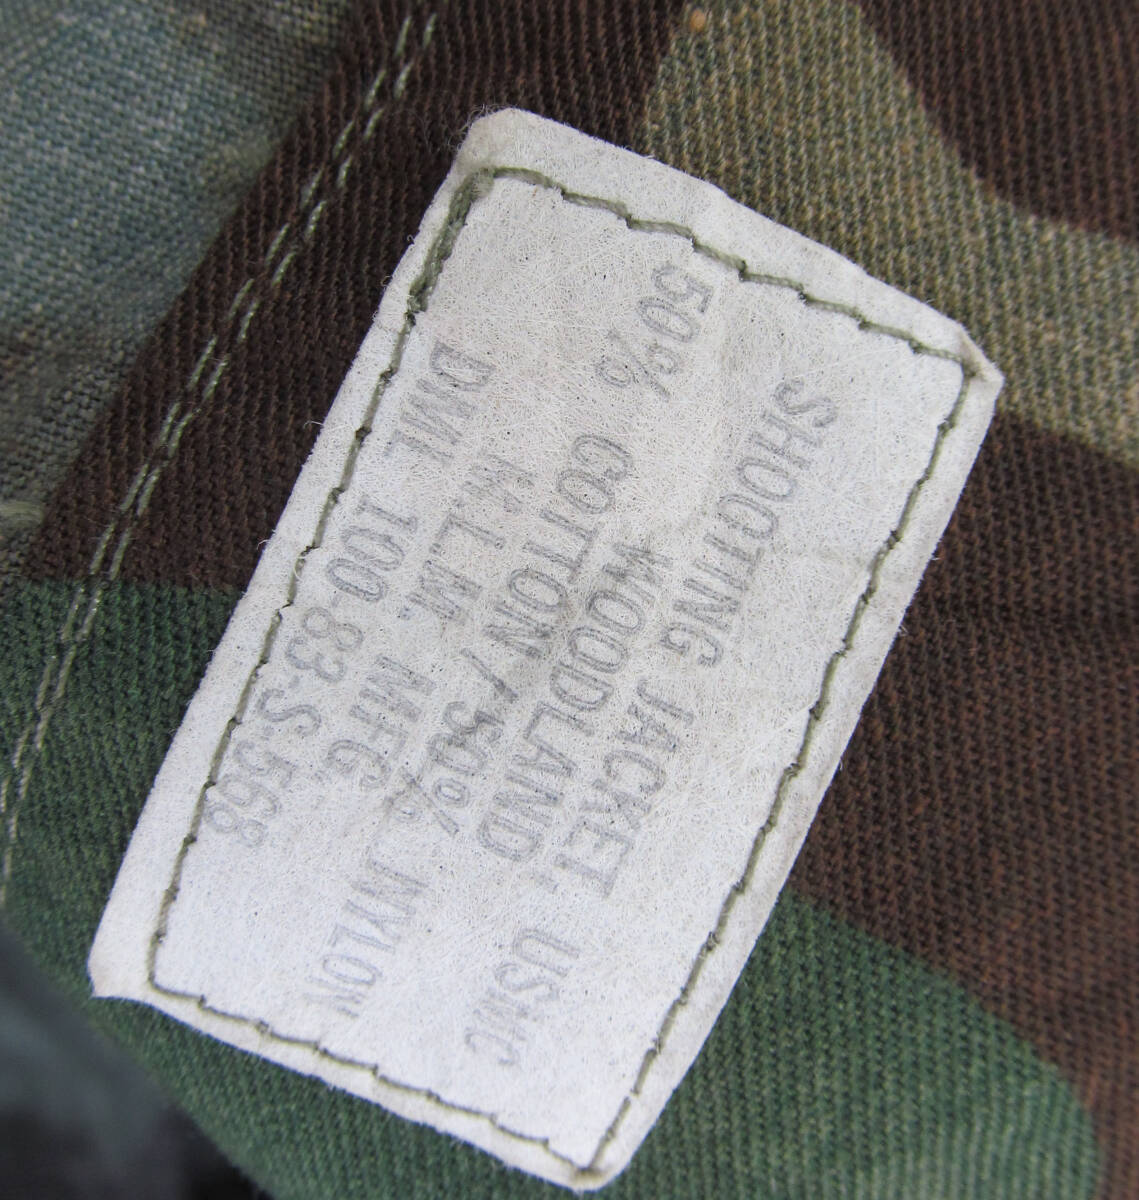 SHOOTING JACKET, USMC
WOODLAND
50% COTTON / 50% NYLON
M.L.M. MFG.
DML 100-83-S-568